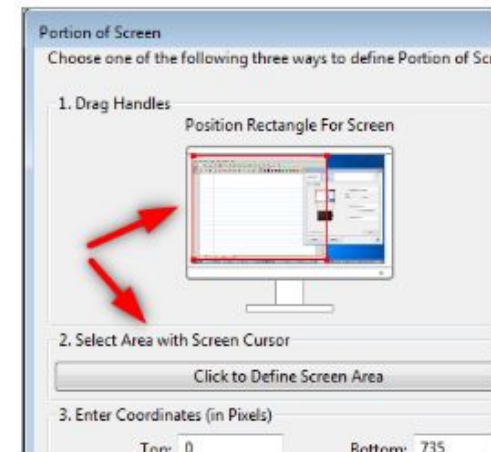 Portion of Screen
Choose one of the following three ways to define Portion of Scr
1. Drag Handles
Position Rectangle For Screen
2. Select Area with Screen Cursor
Click to Define Screen Area
3. Enter Coordinates (in Pixels)
Top: 0 Bottom: 735